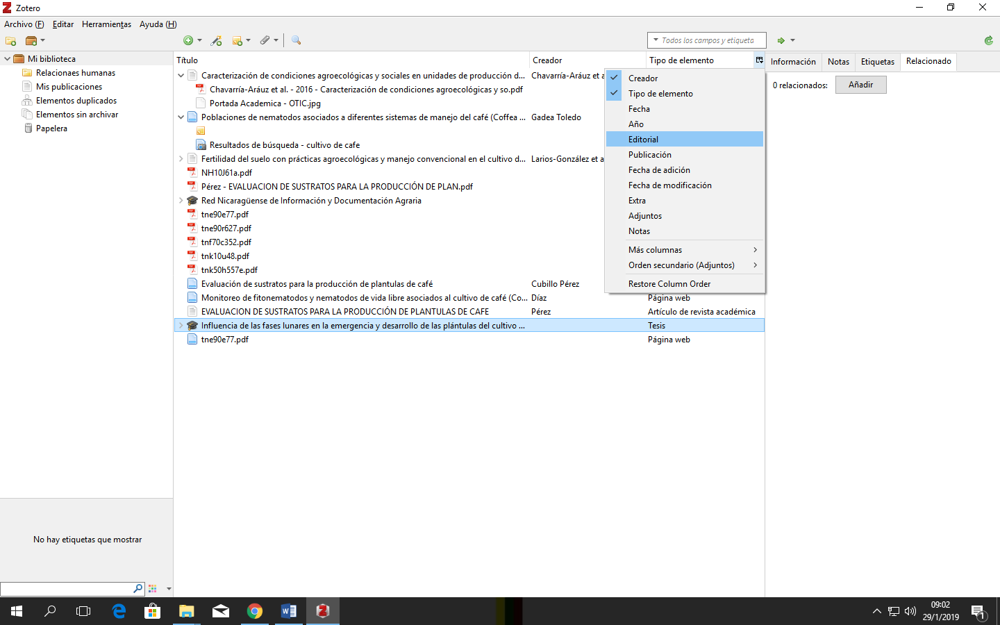 Zotero
Archivo (F) Editar Herramientas Ayuda (H)
Todos los campos y etiqueta
Mi biblioteca
Relacionaes humanas
Mis publicaciones
Elementos duplicados
Elementos sin archivar
Papelera
No hay etiquetas que mostrar
Título Creador Tipo de elemento
Caracterización de condiciones agroecológicas y sociales en unidades de producción d... Chavarría-Aráuz et a
Chavarría-Aráuz et al. - 2016 - Caracterización de condiciones agroecológicas y so.pdf
Portada Academica - OTIC.jpg
Poblaciones de nematodos asociados a diferentes sistemas de manejo del café (Coffea ... Gadea Toledo
Resultados de búsqueda - cultivo de cafe
Fertilidad del suelo con prácticas agroecológicas y manejo convencional en el cultivo d... Larios-González et a
NH10J61a.pdf
Pérez - EVALUACION DE SUSTRATOS PARA LA PRODUCCIÓN DE PLAN.pdf
Red Nicaragüense de Información y Documentación Agraria
tne90e77.pdf
tne90r627.pdf
tnf70c352.pdf
tnk10u48.pdf
tnk50h557e.pdf
Evaluación de sustratos para la producción de plantulas de café Cubillo Pérez
Monitoreo de fitonematodos y nematodos de vida libre asociados al cultivo de café (Co... Díaz Página web
EVALUACION DE SUSTRATOS PARA LA PRODUCCIÓN DE PLANTULAS DE CAFE Pérez Artículo de revista académica
Influencia de las fases lunares en la emergencia y desarrollo de las plántulas del cultivo ... Tesis
tne90e77.pdf Página web
Creador
Tipo de elemento
Fecha
Año
Editorial
Publicación
Fecha de adición
Fecha de modificación
Extra
Adjuntos
Notas
Más columnas
Orden secundario (Adjuntos)
Restore Column Order
Información Notas Etiquetas Relacionado
0 relacionados: Añadir
09:02
29/1/2019
1